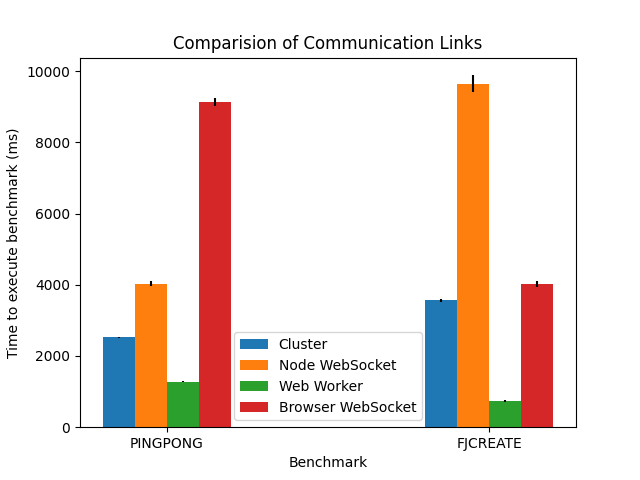 Comparision of Communication Links
Time to execute benchmark (ms)
10000
8000
6000
4000
2000
0
Cluster
Node WebSocket
Web Worker
Browser WebSocket
PINGPONG
FJCREATE
Benchmark